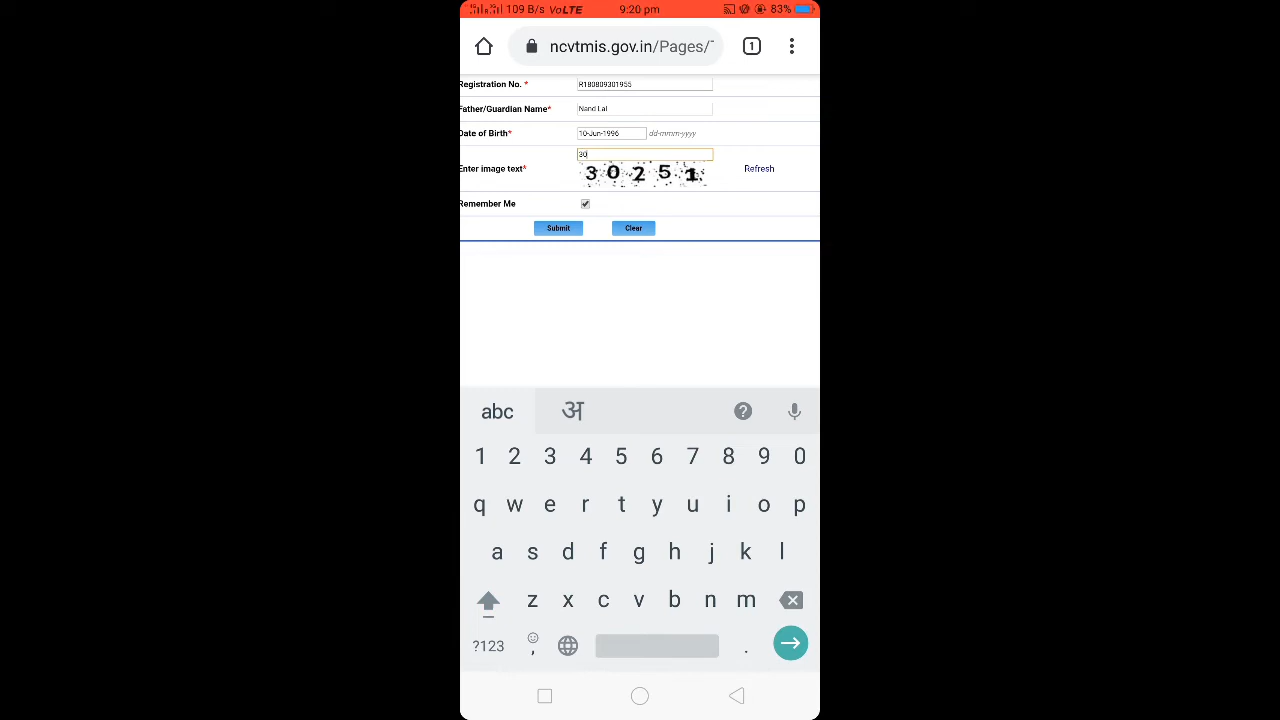 109 B/s VoLTE 9:20 pm 83%
ncvtmis.gov.in/Pages/ 1
Registration No. * R180809301955
Father/Guardian Name* Nand Lal
Date of Birth* 10-Jun-1996 dd-mmm-yyyy
30
Enter image text* 30251 Refresh
Remember Me
Submit Clear
abc अ ?
1 2 3 4 5 6 7 8 9 0
q w e r t y u i o p
a s d f g h j k l
z x c v b n m
?123 , .